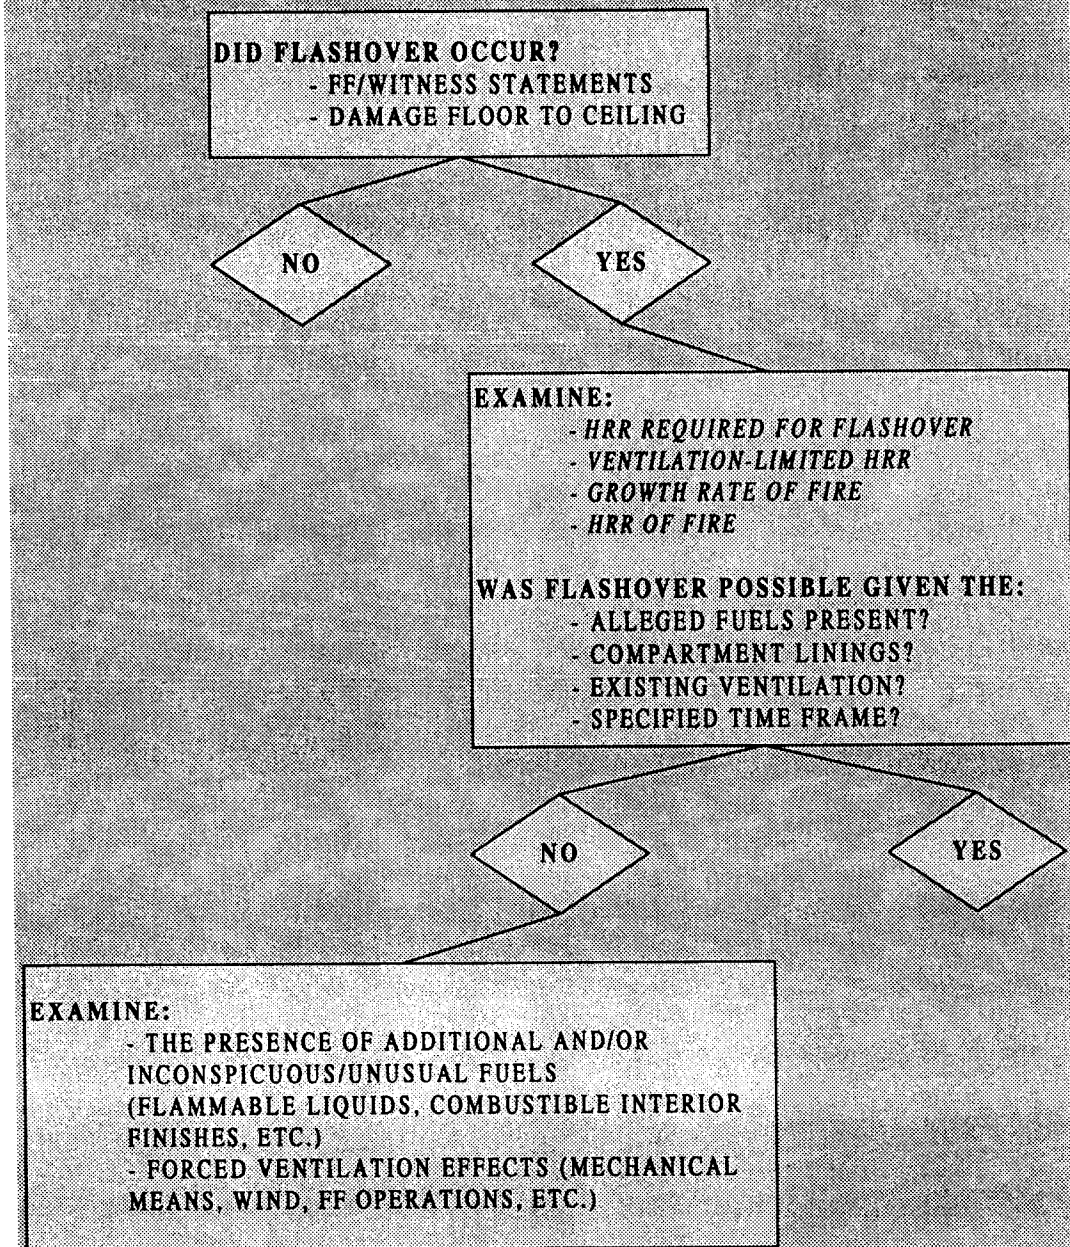 DID FLASHOVER OCCUR?
- FF/WITNESS STATEMENTS
- DAMAGE FLOOR TO CEILING
NO
YES
EXAMINE:
- HRR REQUIRED FOR FLASHOVER
- VENTILATION-LIMITED HRR
- GROWTH RATE OF FIRE
- HRR OF FIRE
WAS FLASHOVER POSSIBLE GIVEN THE:
- ALLEGED FUELS PRESENT?
- COMPARTMENT LININGS?
- EXISTING VENTILATION?
- SPECIFIED TIME FRAME?
NO
YES
EXAMINE:
- THE PRESENCE OF ADDITIONAL AND/OR
INCONSPICUOUS/UNUSUAL FUELS
(FLAMMABLE LIQUIDS, COMBUSTIBLE INTERIOR
FINISHES, ETC.)
- FORCED VENTILATION EFFECTS (MECHANICAL
MEANS, WIND, FF OPERATIONS, ETC.)